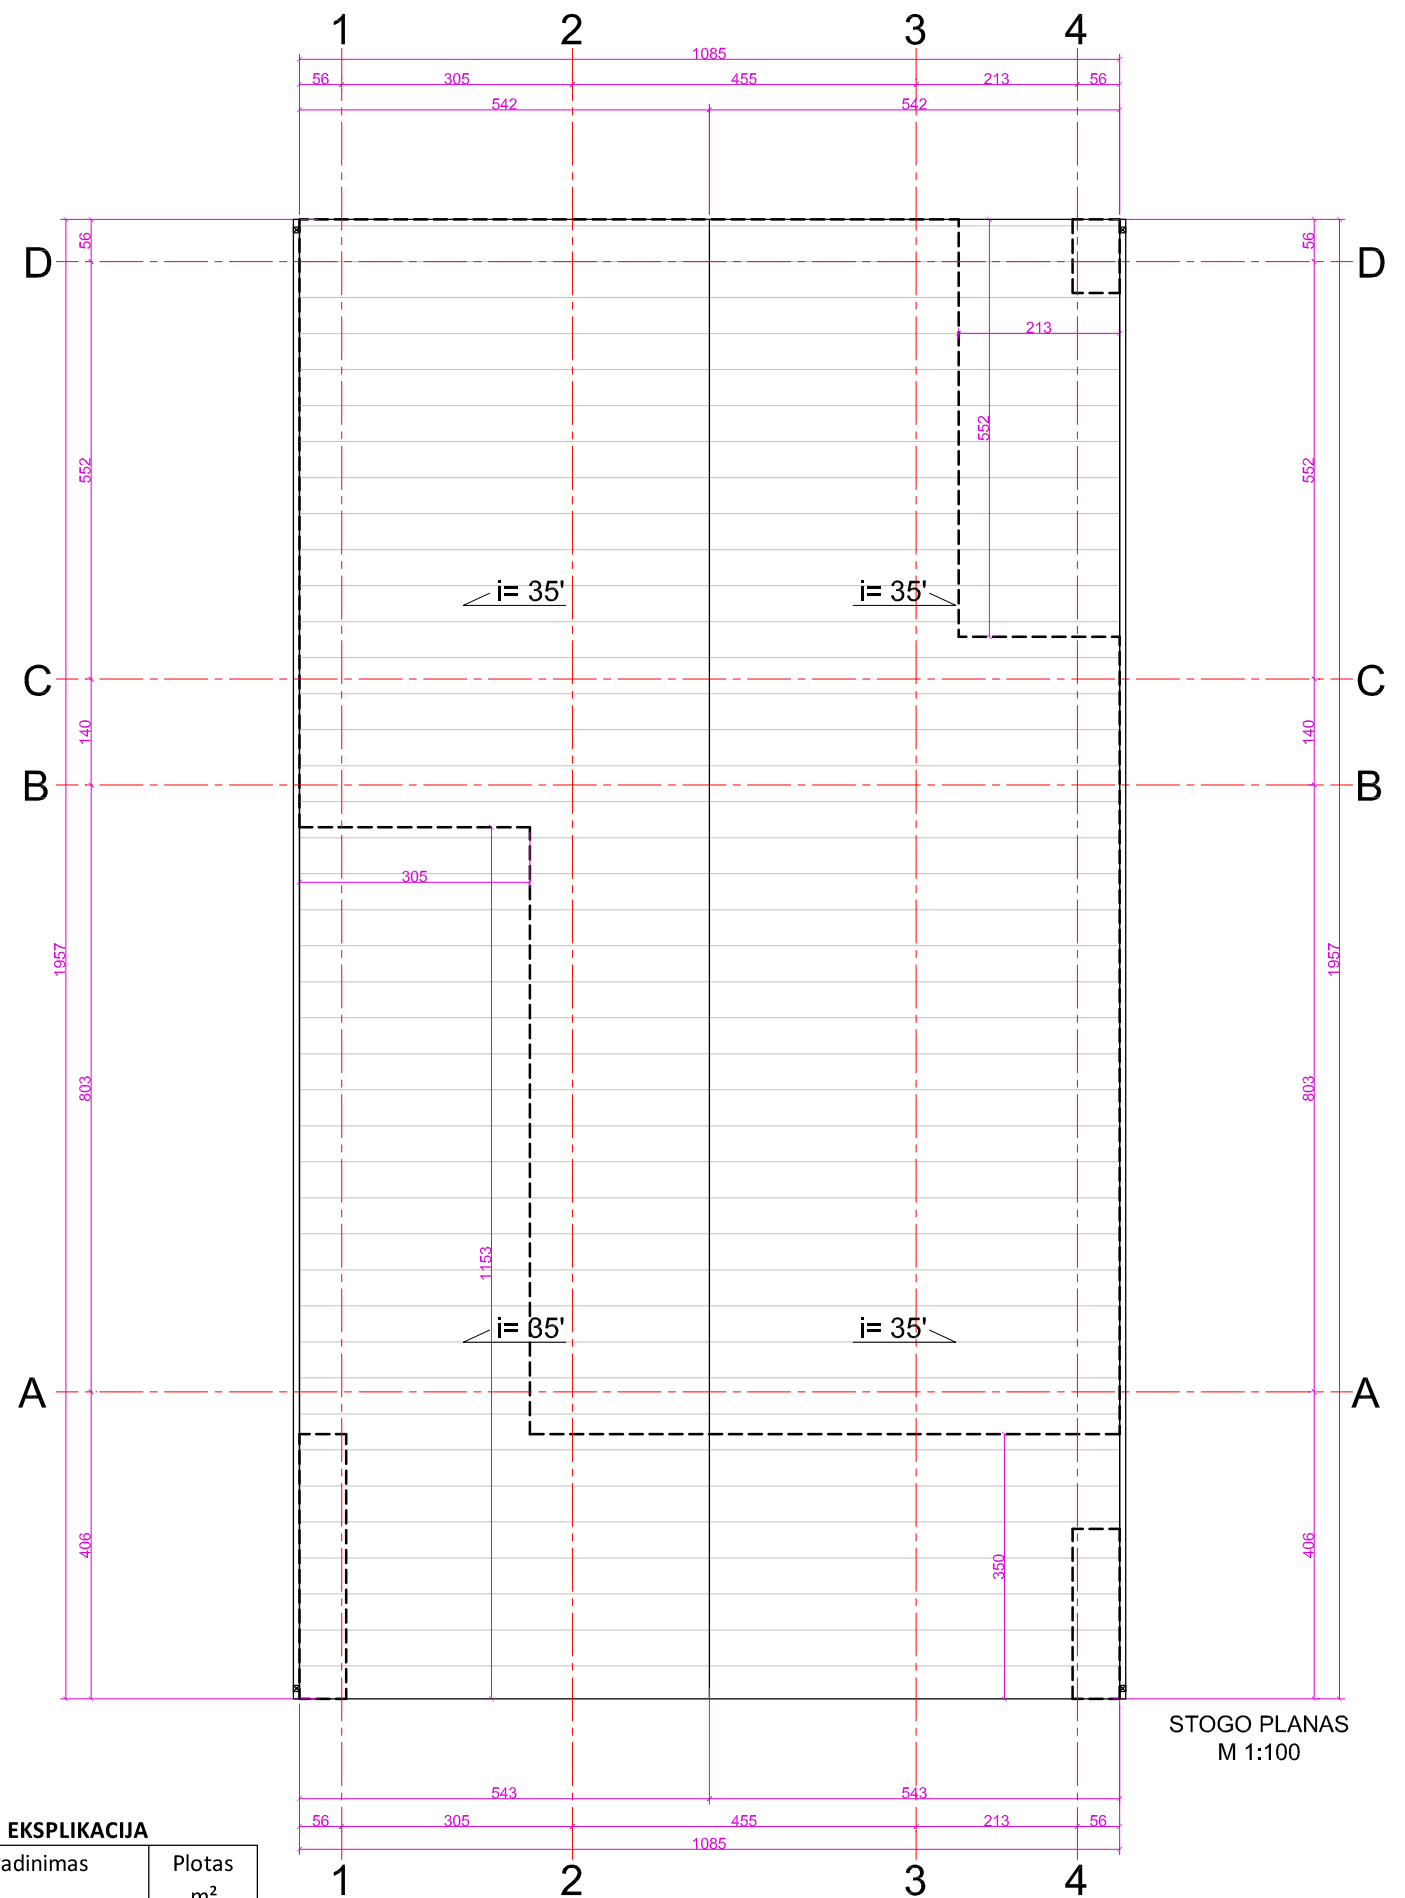 1 2 3 4
1085
56 305 455 213 56
542 542
56 56
D D
213
552
552 552
i= 35' i= 35'
C C
140 140
B B
305
1957 1957
803 803
1153
i= 35' i= 35'
A A
406 350 406
STOGO PLANAS
M 1:100
543 543
56 305 455 213 56
1085
EKSPLIKACIJA
adinimas Plotas
m²
1 2 3 4